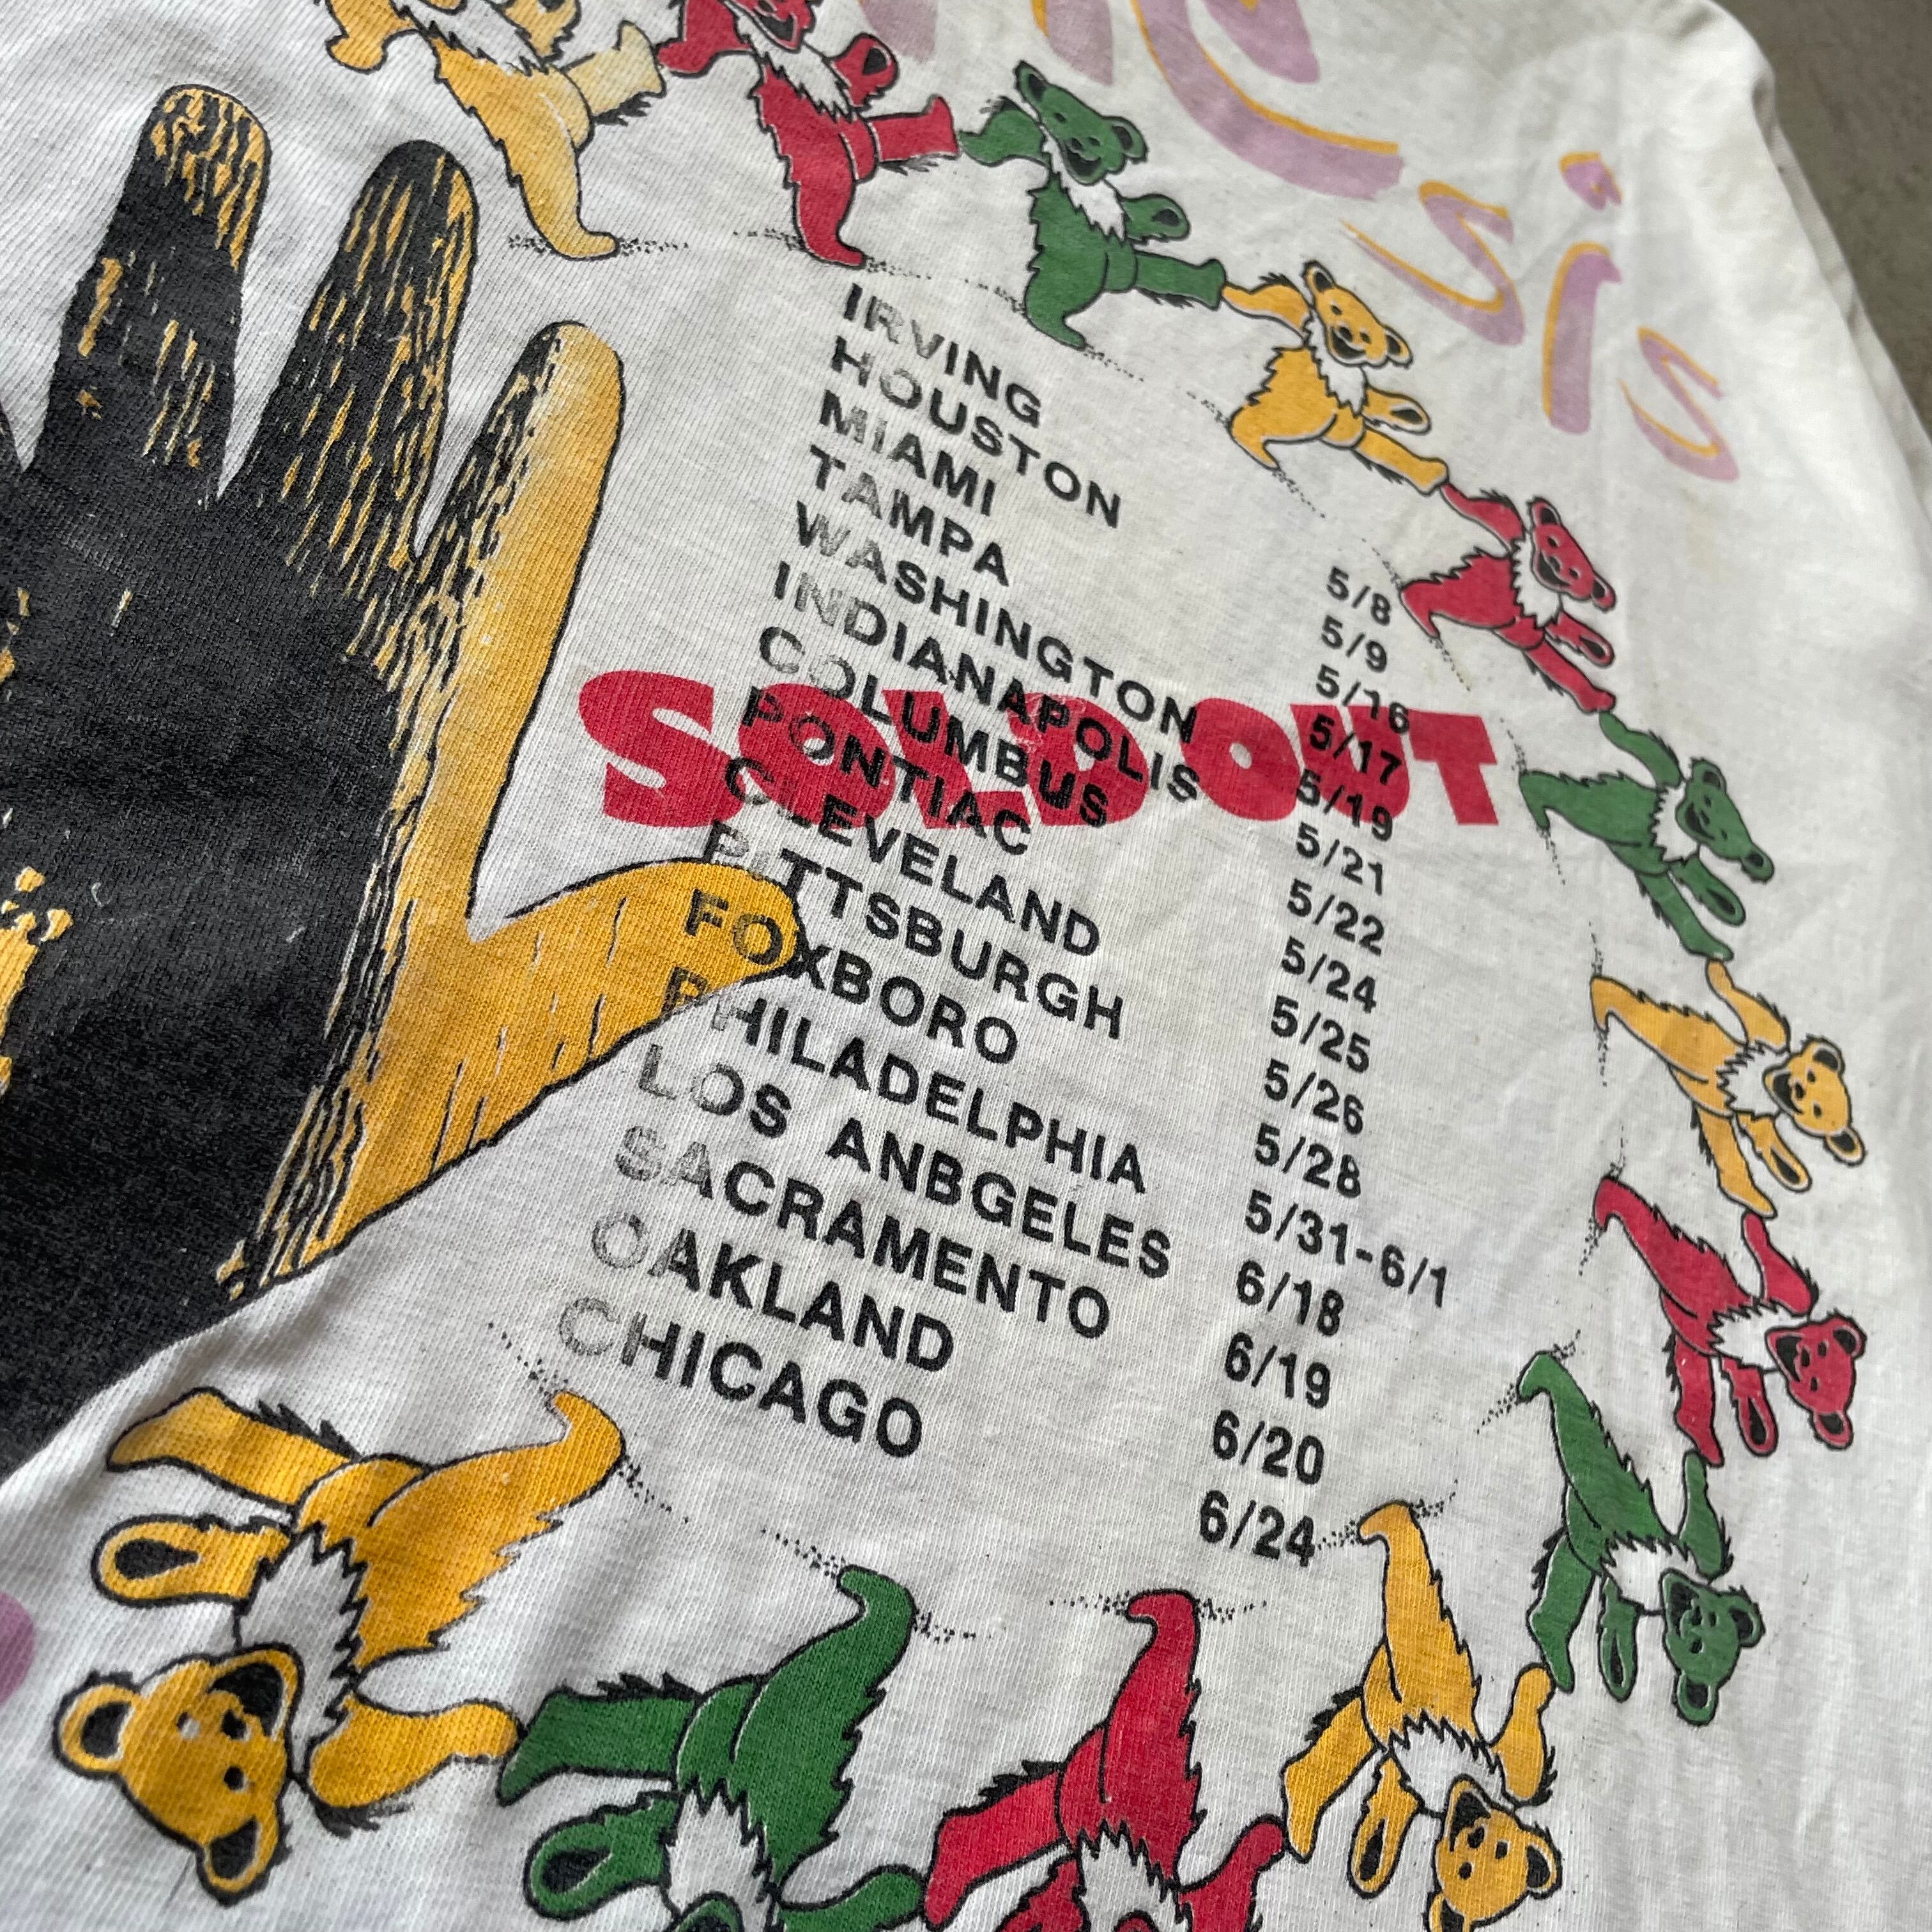 sis
IRVING 5/8
HOUSTON 5/9
MIAMI 5/16
TAMPA 5/17
WASHINGTON 5/19
INDIANAPOLIS 5/21
COLUMBUS 5/22
PONTIAC 5/24
CLEVELAND 5/25
PITTSBURGH 5/26
FOXBORO 5/28
PHILADELPHIA 5/31-6/1
LOS ANBGELES 6/18
SACRAMENTO 6/19
OAKLAND 6/20
CHICAGO 6/24
SOLD OUT